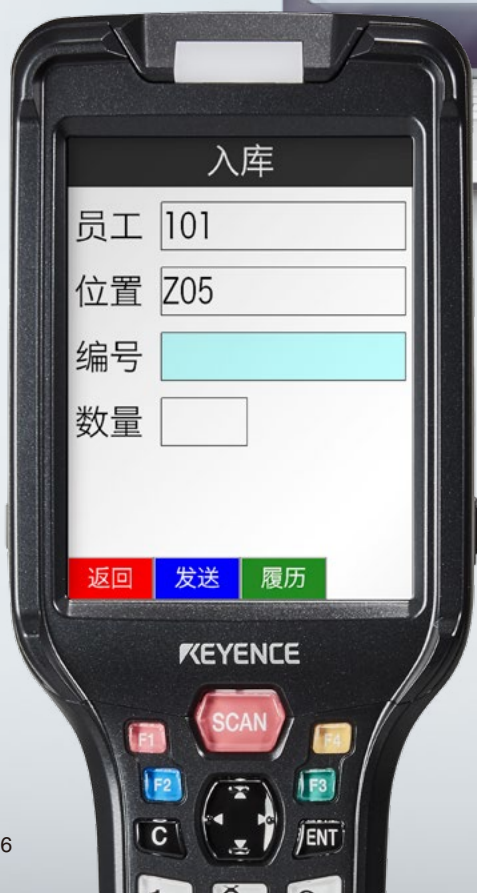 入库
员工 101
位置 Z05
编号
数量
返回 发送 履历
KEYENCE
SCAN
F1 F4
F2 F3
C ENT
6